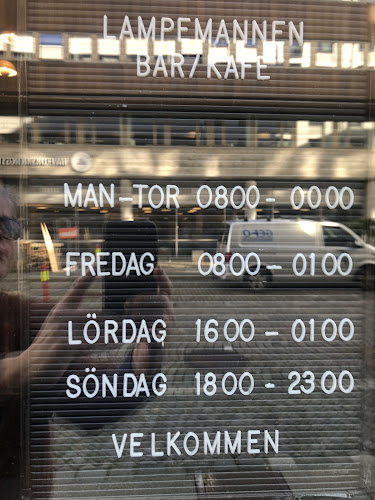 LAMPEMANNEN
BAR/KAFE
MAN-TOR 0800-0000
FREDAG 0800-0100
LÖRDAG 1600-0100
SÖNDAG 1800-2300
VELKOMMEN